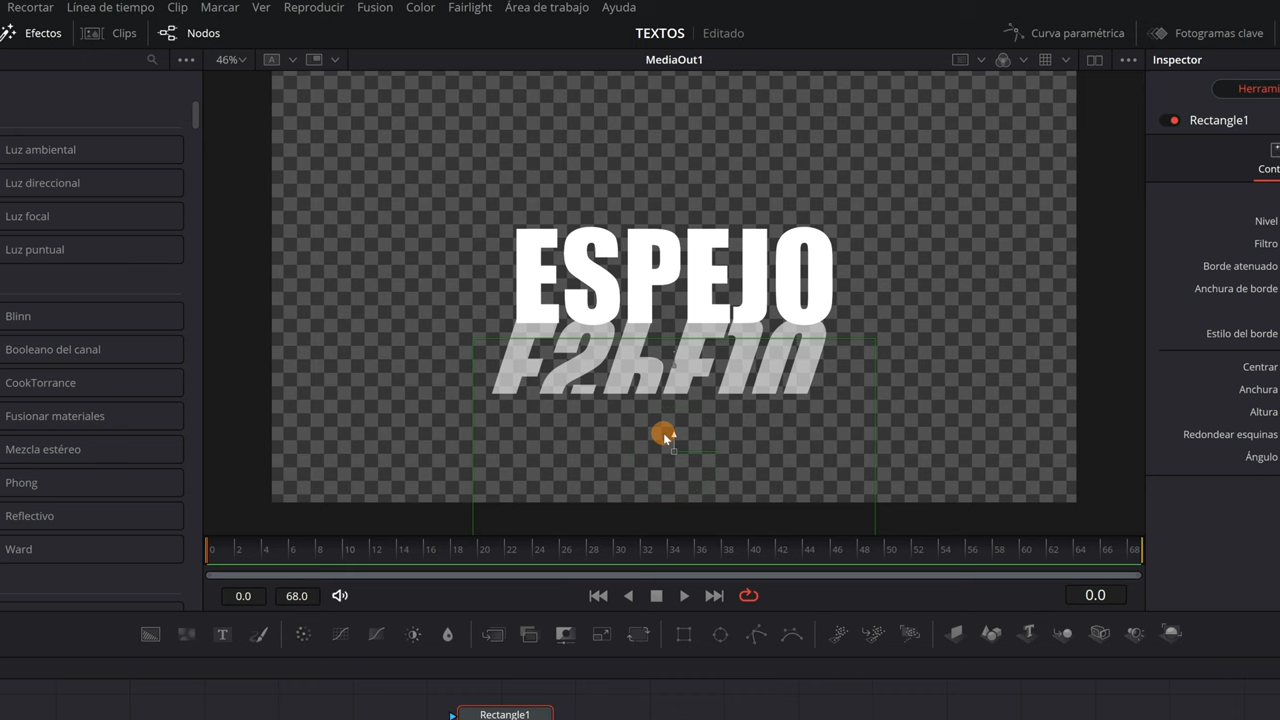 Recortar Línea de tiempo Clip Marcar Ver Reproducir Fusion Color Fairlight Área de trabajo Ayuda
Efectos Clips Nodos TEXTOS Editado Curva paramétrica Fotogramas clave
46% A MediaOut1 Inspector
Herrami
Rectangle1
Luz ambiental
Cont
Luz direccional
Luz focal
Nivel
Luz puntual
Filtro
Borde atenuado
Anchura de borde
ESPEJO
Blinn
Estilo del borde
Booleano del canal
Centrar
CookTorrance
Anchura
Fusionar materiales
Altura
Redondear esquinas
Mezcla estéreo
Ángulo
Phong
Reflectivo
Ward
0 2 4 6 8 10 12 14 16 18 20 22 24 26 28 30 32 34 36 38 40 42 44 46 48 50 52 54 56 58 60 62 64 66 68
0.0 68.0 0.0
T
Rectangle1